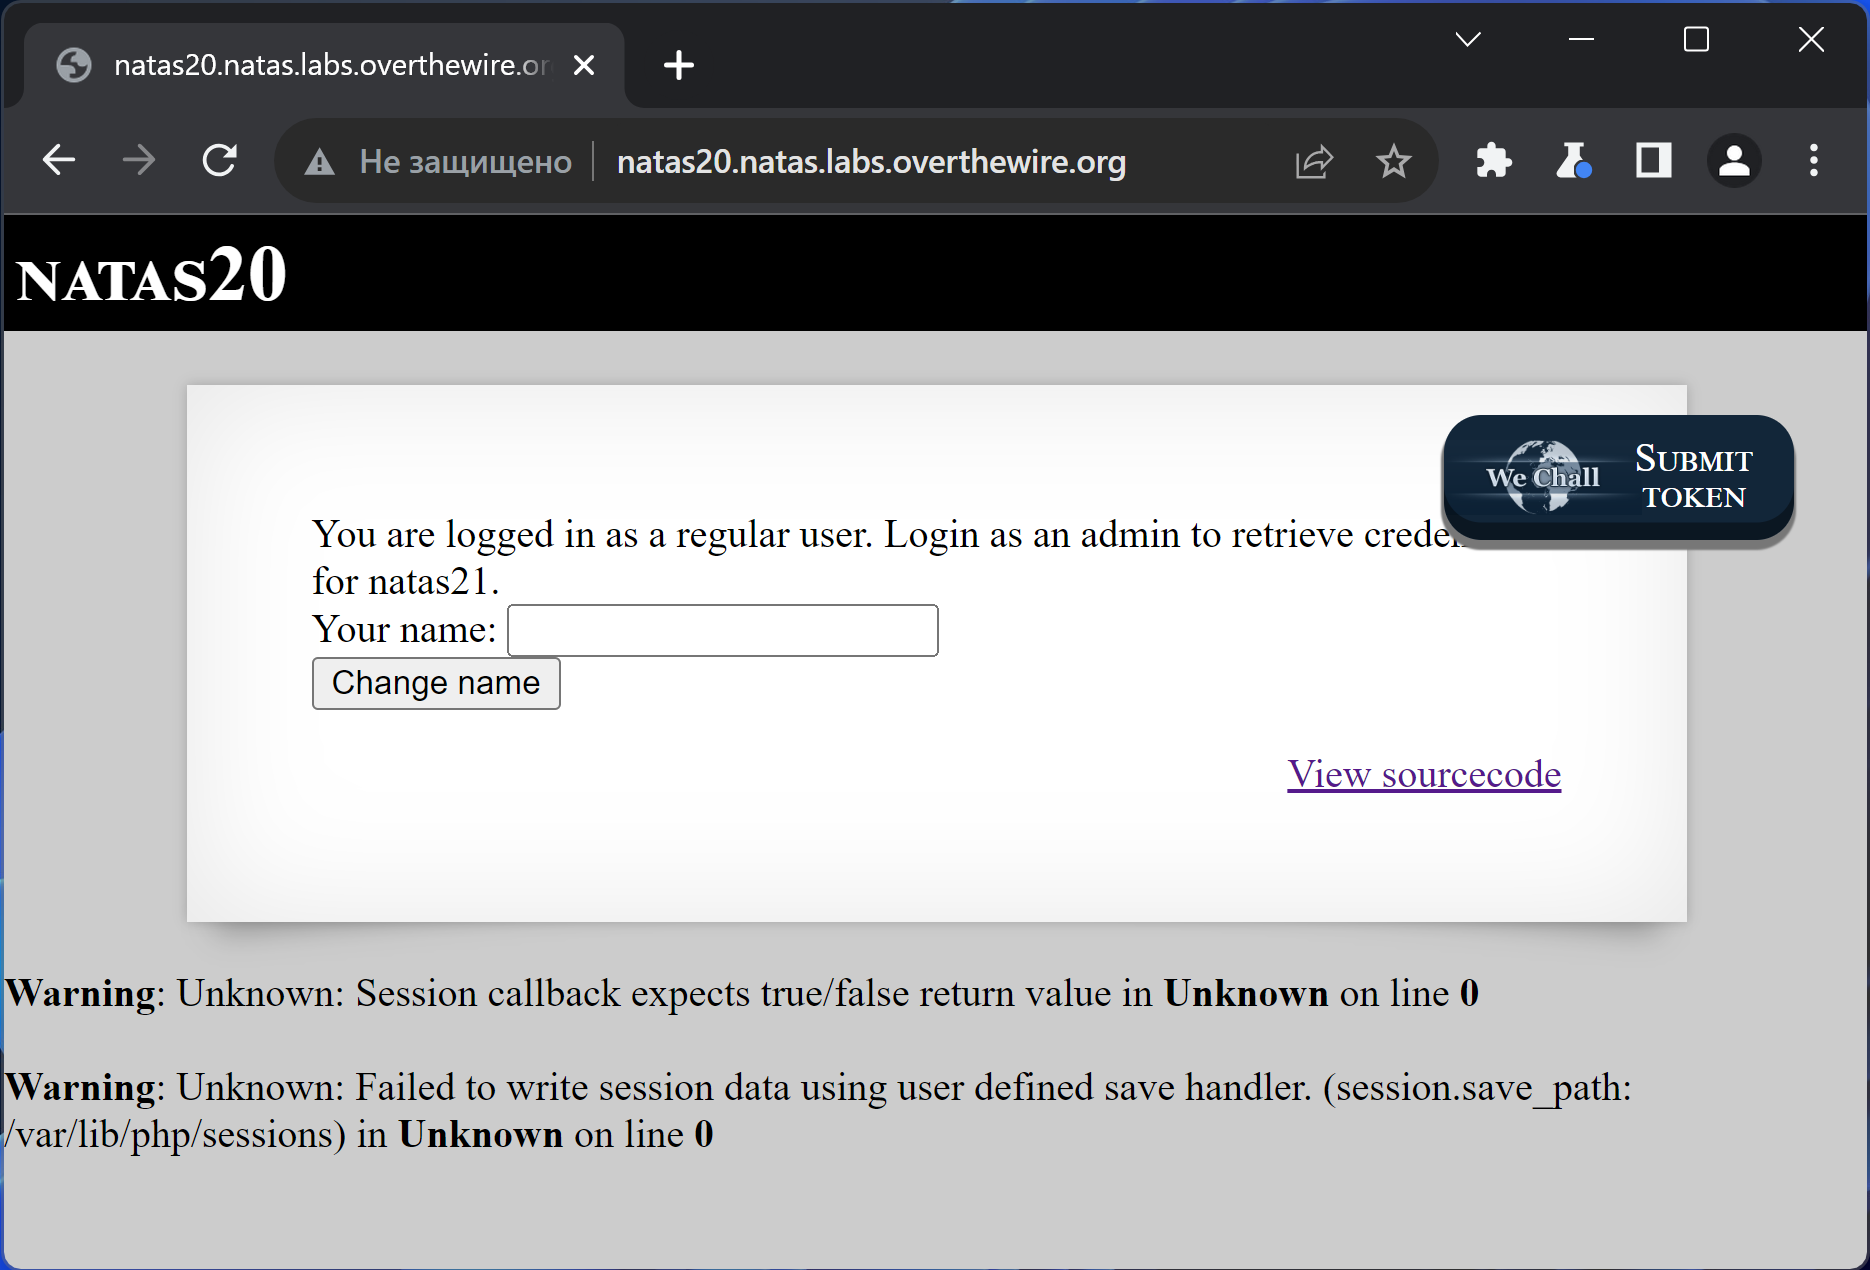 natas20.natas.labs.overthewire.or
Не защищено
natas20.natas.labs.overthewire.org
NATAS20
We Chall
SUBMIT
TOKEN
You are logged in as a regular user. Login as an admin to retrieve
for natas21.
Your name:
Change name
View sourcecode
Warning: Unknown: Session callback expects true/false return value in Unknown on line 0
Warning: Unknown: Failed to write session data using user defined save handler. (session.save_path:
/var/lib/php/sessions) in Unknown on line 0